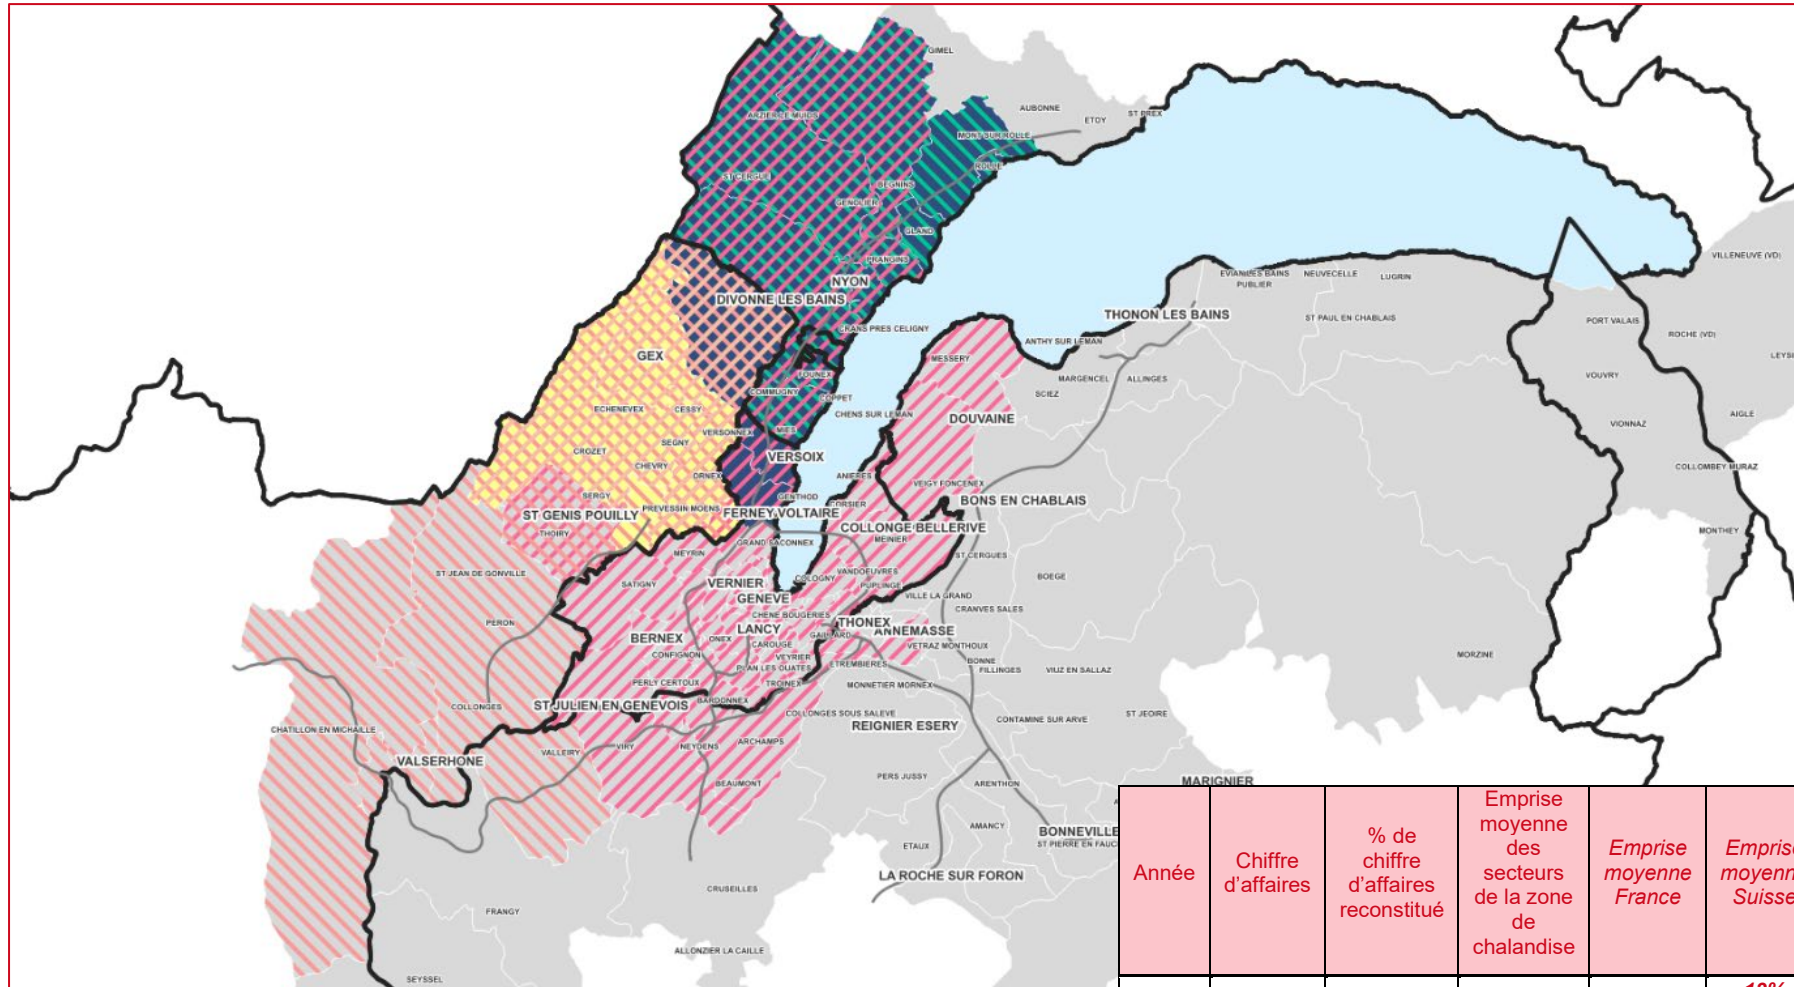 GIMEL
AUBONNE
ETOY
ST PREX
ARZIER LE MUIDS
MONT SUR ROLLE
ROLLE
ST CERGUE
BEGNINS
GENOLIER
GLAND
PRANGINS
NYON
DIVONNE LES BAINS
CRANS PRES CELIGNY
GEX
FOUNEX
COMMUGNY
COPPET
CHENS SUR LEMAN
MIES
MESSERY
DOUVAINE
THONON LES BAINS
ANTHY SUR LEMAN
MARGENCEL
ALLINGES
SCIEZ
EVIAN LES BAINS
PUBLIER
NEUVECELLE
LUGRIN
ST PAUL EN CHABLAIS
VILLENEUVE (VD)
PORT VALAIS
ROCHE (VD)
LEYSI
VOUVRY
AIGLE
VIONNAZ
COLLOMBEY MURAZ
MONTHEY
ECHENEVEX
CESSY
VERSONNEX
SEGNY
CROZET
CHEVRY
ORNEX
VERSOIX
SERGY
PREVESSIN MOENS
GENTHOD
FERNEY VOLTAIRE
ST GENIS POUILLY
THOIRY
ANIERES
CORSIER
VEIGY FONCENEX
BONS EN CHABLAIS
COLLONGE BELLERIVE
MEINIER
GRAND SACONNEX
MEYRIN
SATIGNY
VERNIER
GENEVE
COLOGNY
VANDOEUVRES
PUPLINGE
ST CERGUES
BOEGE
VILLE LA GRAND
CRANVES SALES
ST JEAN DE GONVILLE
PERON
CHENE BOUGERIES
THONEX
ANNEMASSE
LANCY
BERNEX
ONEX
CAROUGE
GAILLARD
CONFIGNON
VEYRIER
PLAN LES OUATES
ETREMBIERES
VETRAZ MONTHOUX
BONNE
FILLINGES
VIUZ EN SALLAZ
MORZINE
PERLY CERTOUX
TROINEX
MONNETIER MORNEX
COLLONGES
ST JULIEN EN GENEVOIS
BARDONNEX
COLLONGES SOUS SALEVE
REIGNIER ESERY
CONTAMINE SUR ARVE
ST JEOIRE
CHATILLON EN MICHAILLE
VALSERHONE
VALLEIRY
VIRY
NEYDENS
ARCHAMPS
BEAUMONT
PERS JUSSY
ARENTHON
MARIGNIER
AMANCY
BONNEVILLE
ST PIERRE EN FAUCI
ETAUX
LA ROCHE SUR FORON
CRUSEILLES
FRANGY
ALLONZIER LA CAILLE
SEYSSEL
Année
Chiffre
d'affaires
% de
chiffre
d'affaires
reconstitué
Emprise
moyenne
des
secteurs
de la zone
de
chalandise
Emprise
moyenne
France
Emprise
moyenne
Suisse